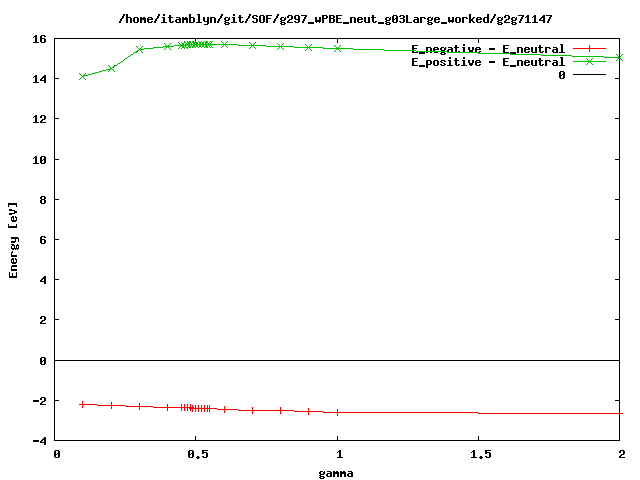 /home/itamblyn/git/SOF/g297_wPBE_neut_g03Large_worked/g2g71147
16
14
12
10
8
6
4
2
0
-2
-4
Energy [eV]
E_negative - E_neutral
E_positive - E_neutral
0
0 0.5 1 1.5 2
gamma